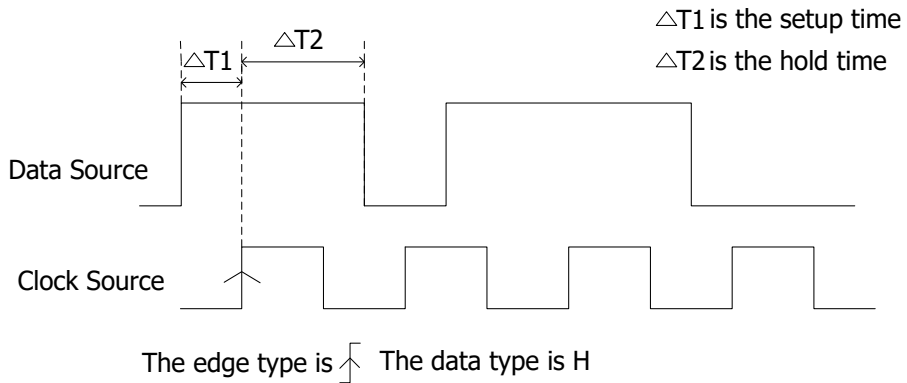 △T1 is the setup time
△T2 is the hold time
△T2
△T1
Data Source
Clock Source
The edge type is
The data type is H